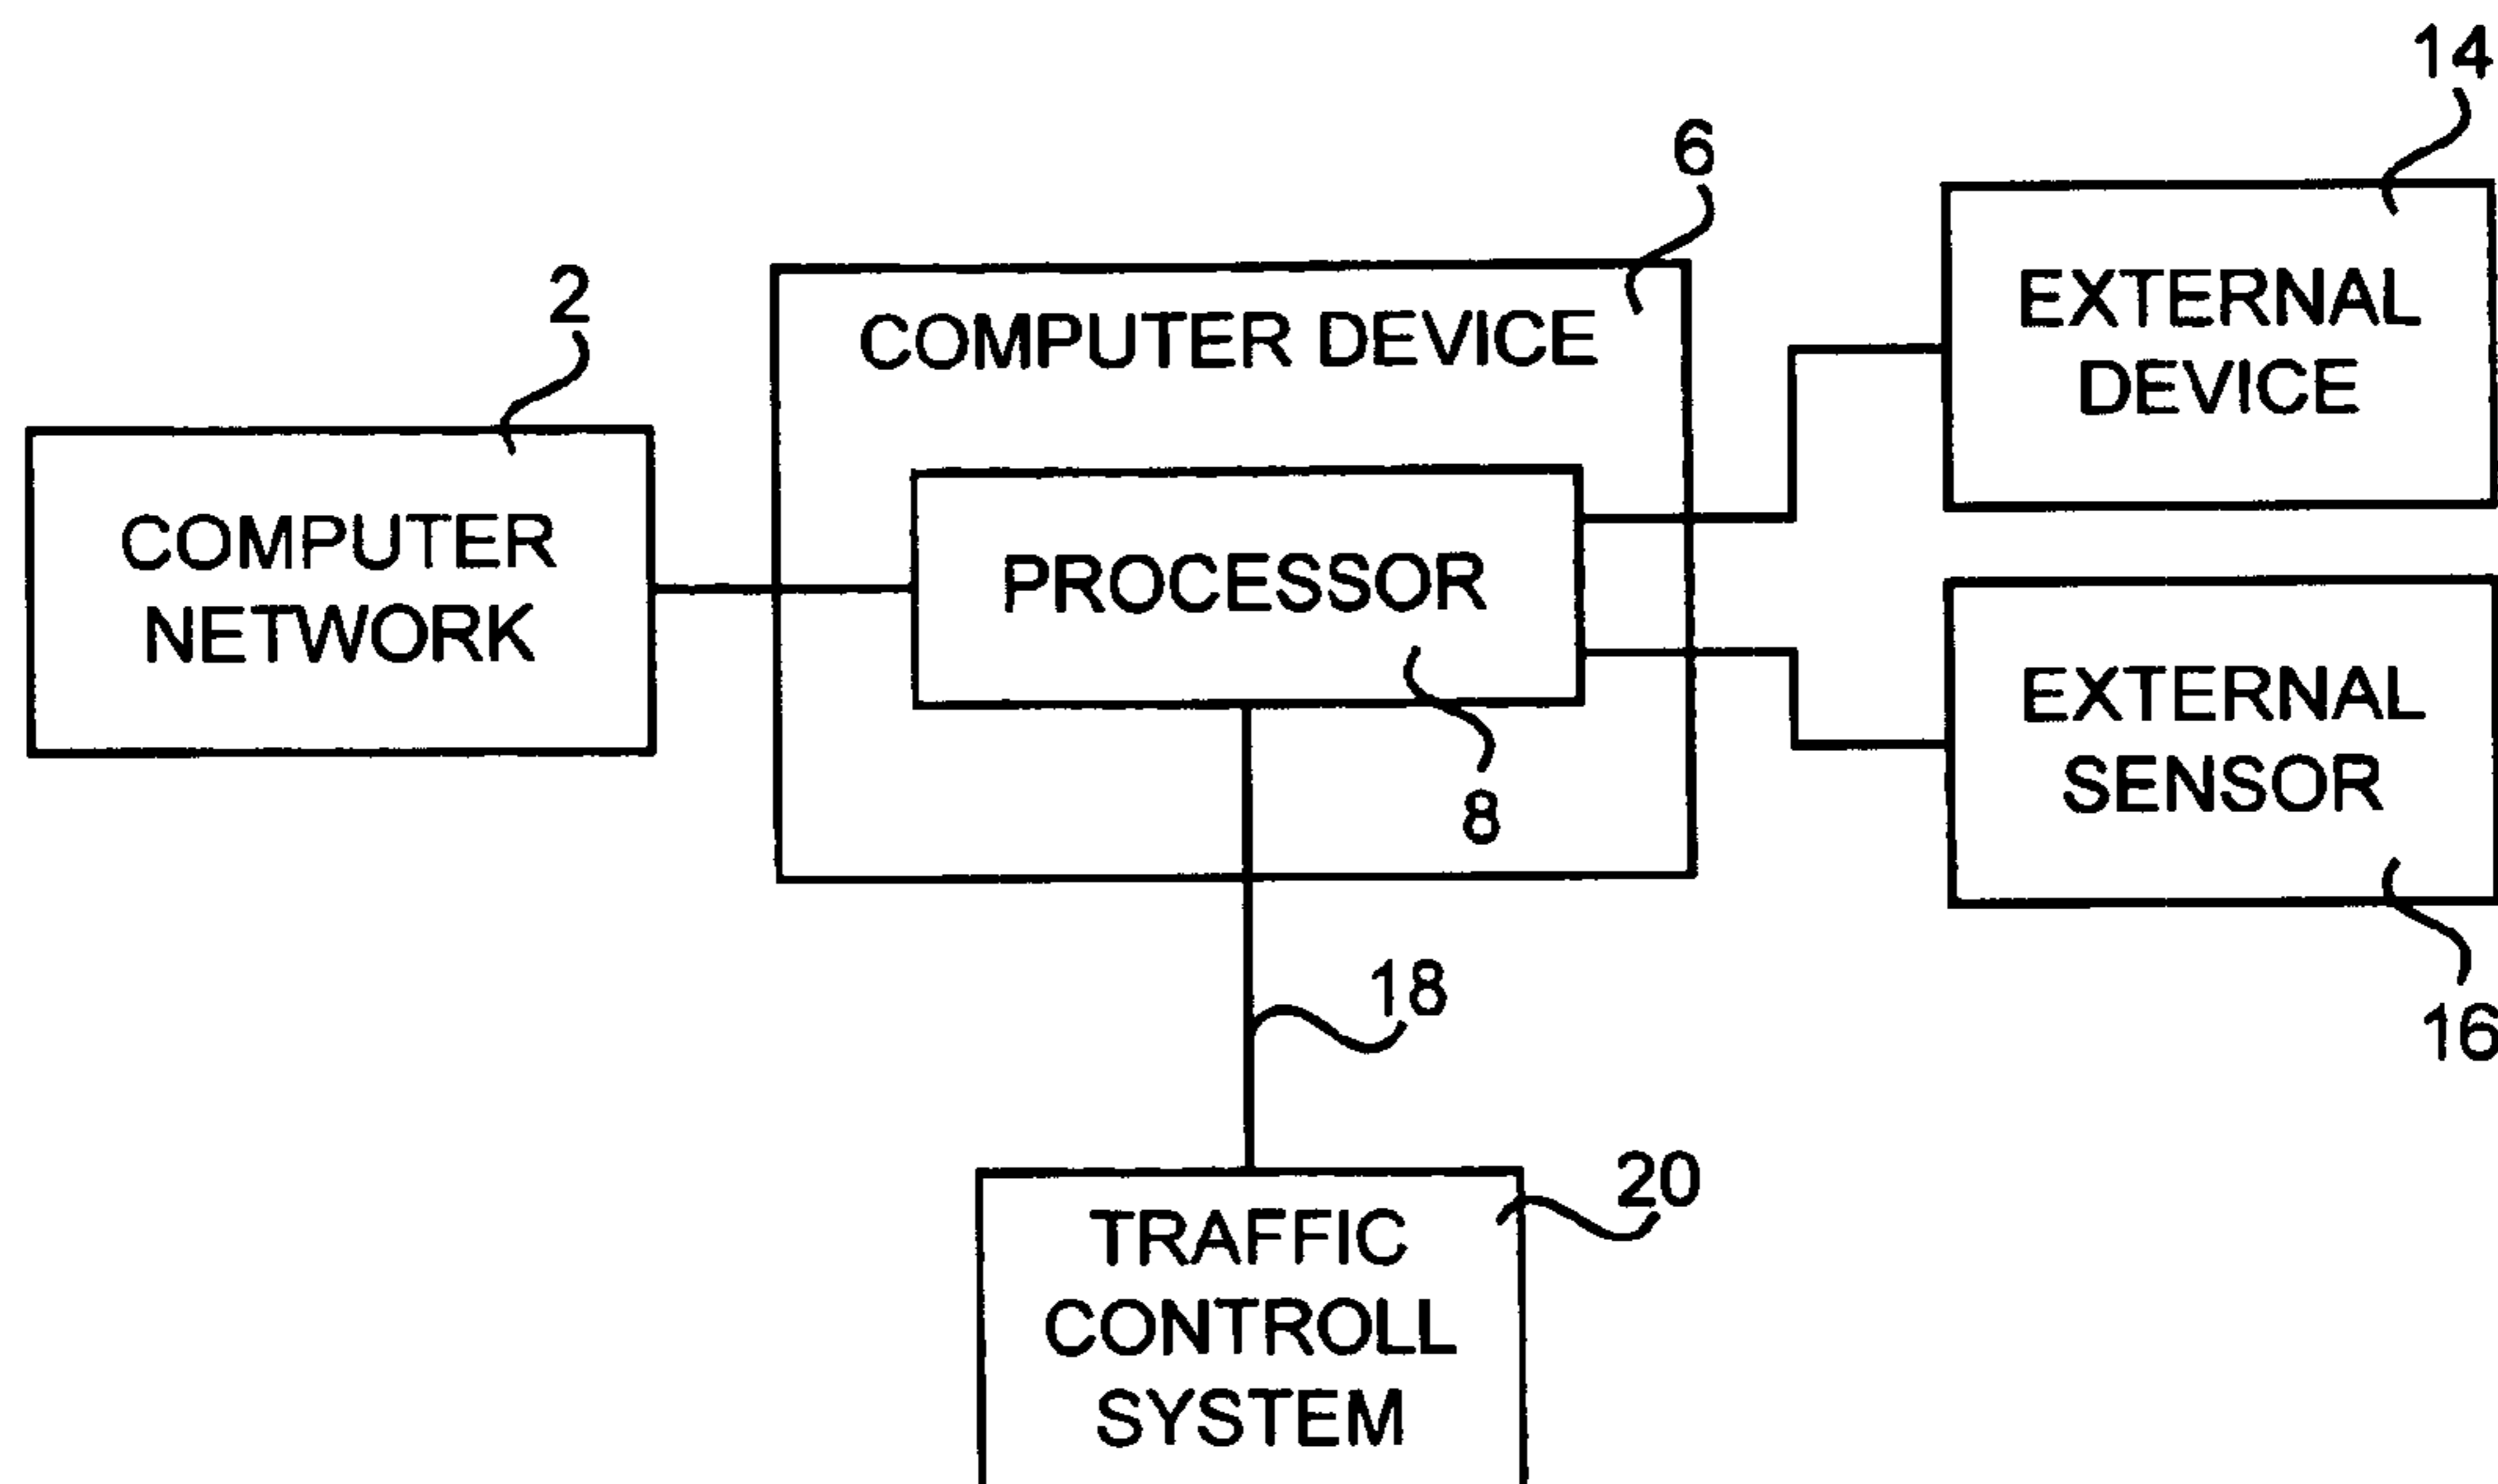 14
6
2
COMPUTER DEVICE
EXTERNAL
DEVICE
COMPUTER
NETWORK
PROCESSOR
8
EXTERNAL
SENSOR
18
16
20
TRAFFIC
CONTROLL
SYSTEM